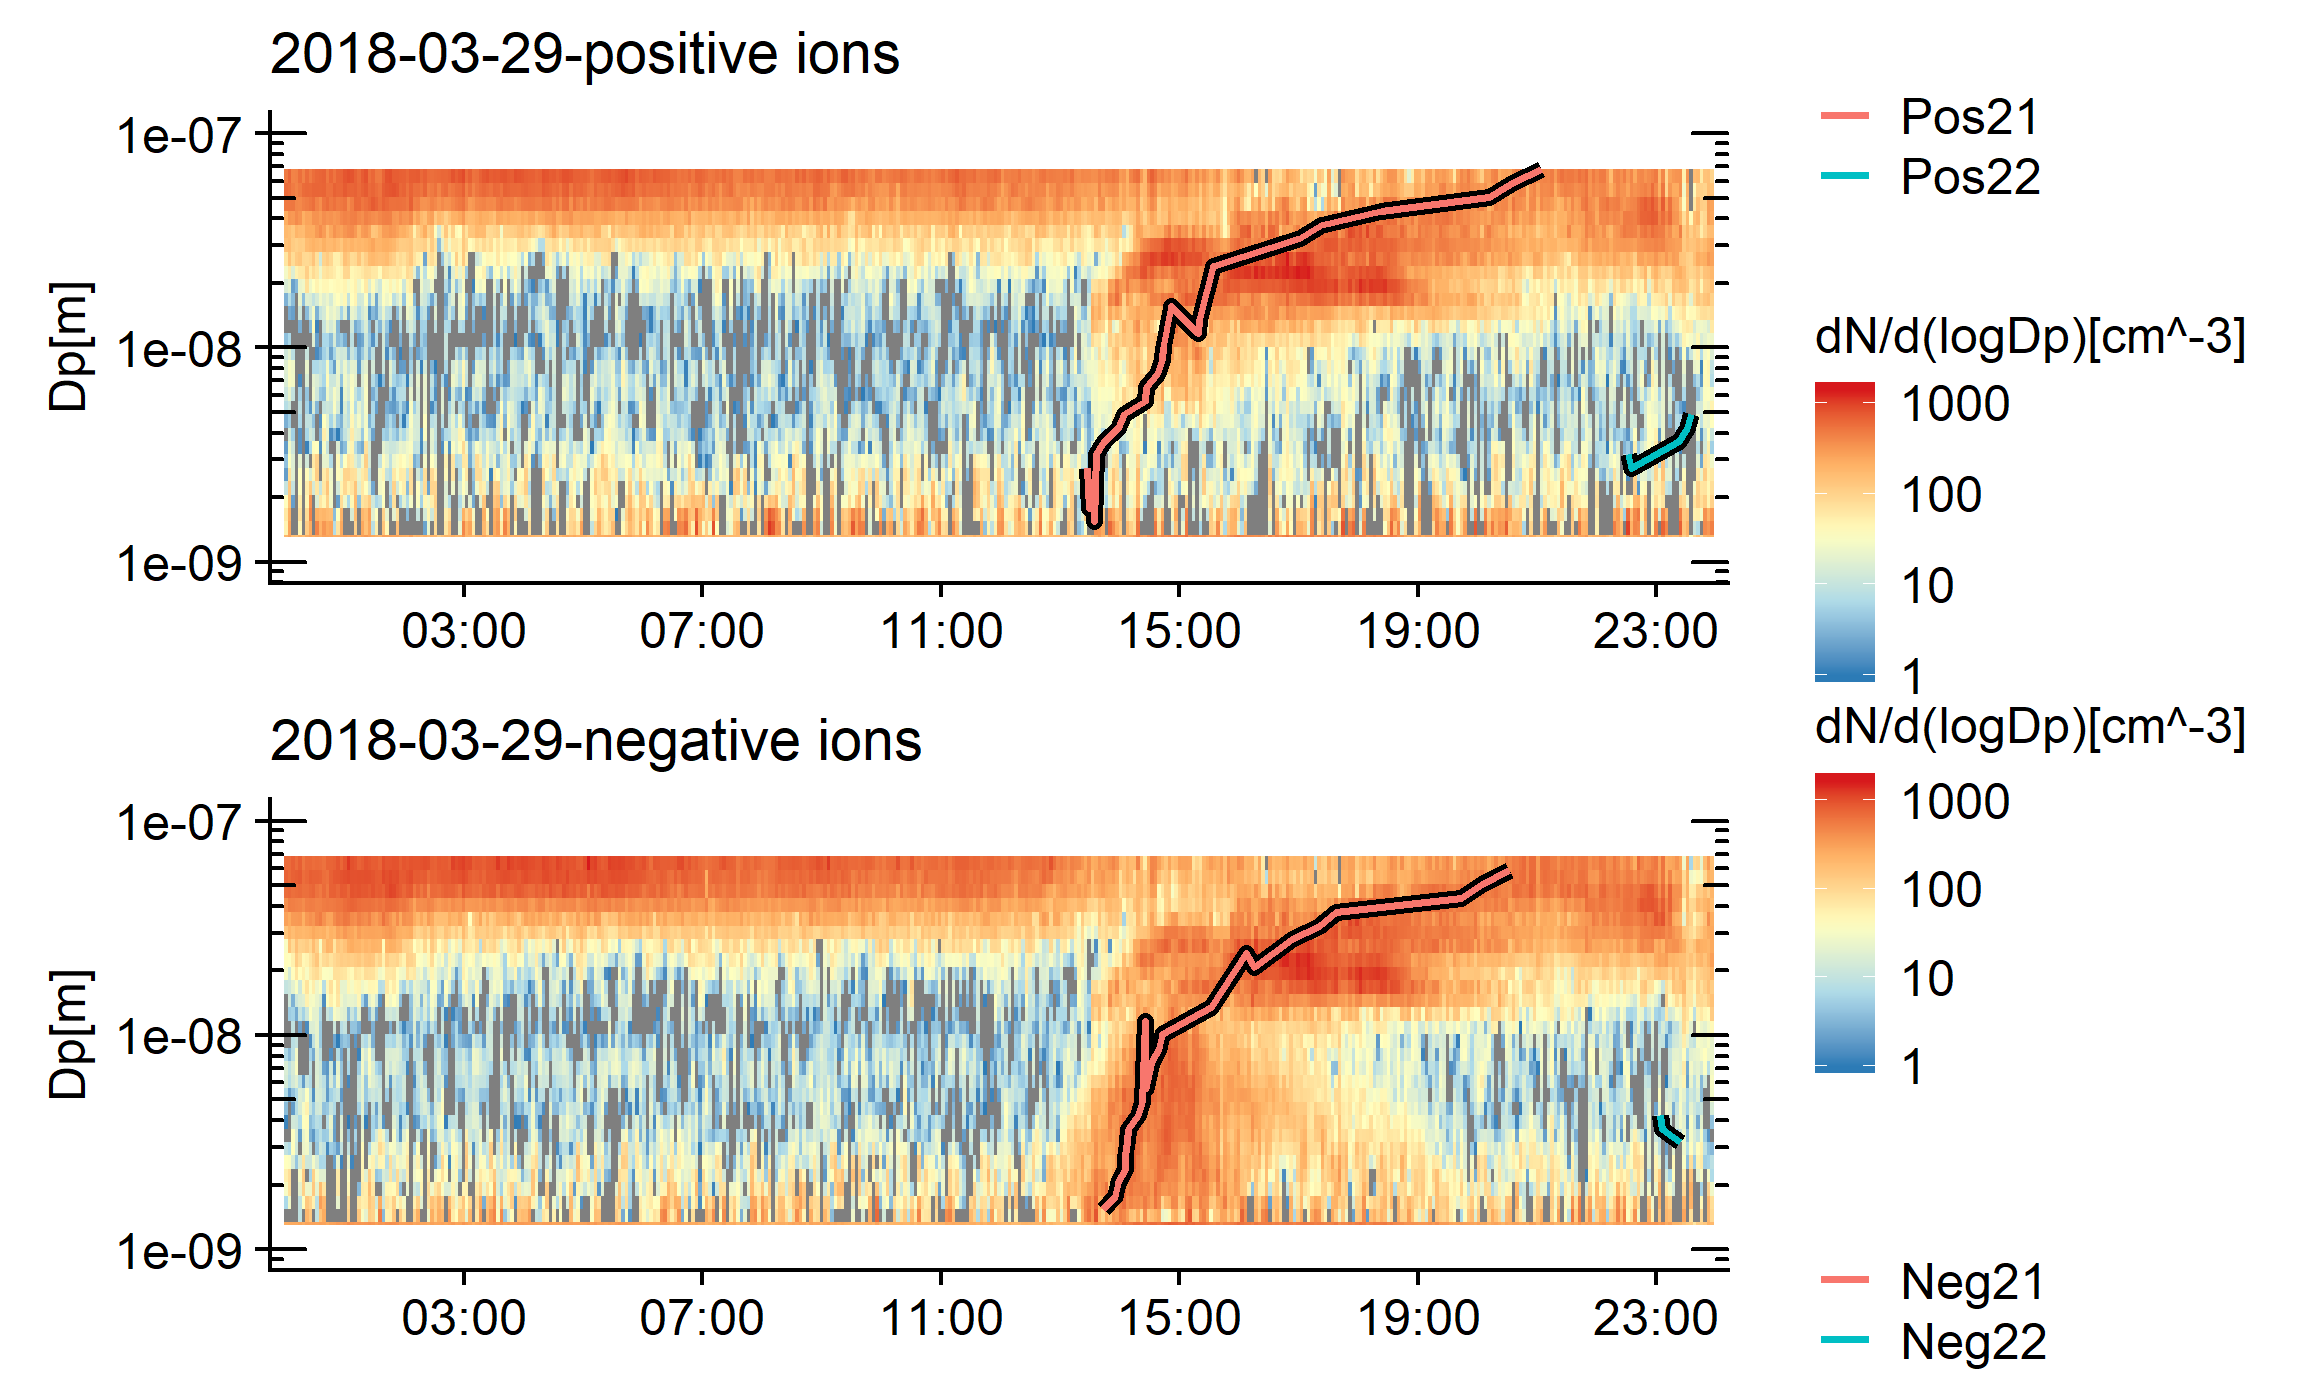 2018-03-29-positive ions
1e-07
1e-08
1e-09
Dp[m]
03:00 07:00 11:00 15:00 19:00 23:00
Pos21
Pos22
dN/d(logDp)[cm^-3]
1000
100
10
1
2018-03-29-negative ions
1e-07
1e-08
1e-09
Dp[m]
03:00 07:00 11:00 15:00 19:00 23:00
dN/d(logDp)[cm^-3]
1000
100
10
1
Neg21
Neg22